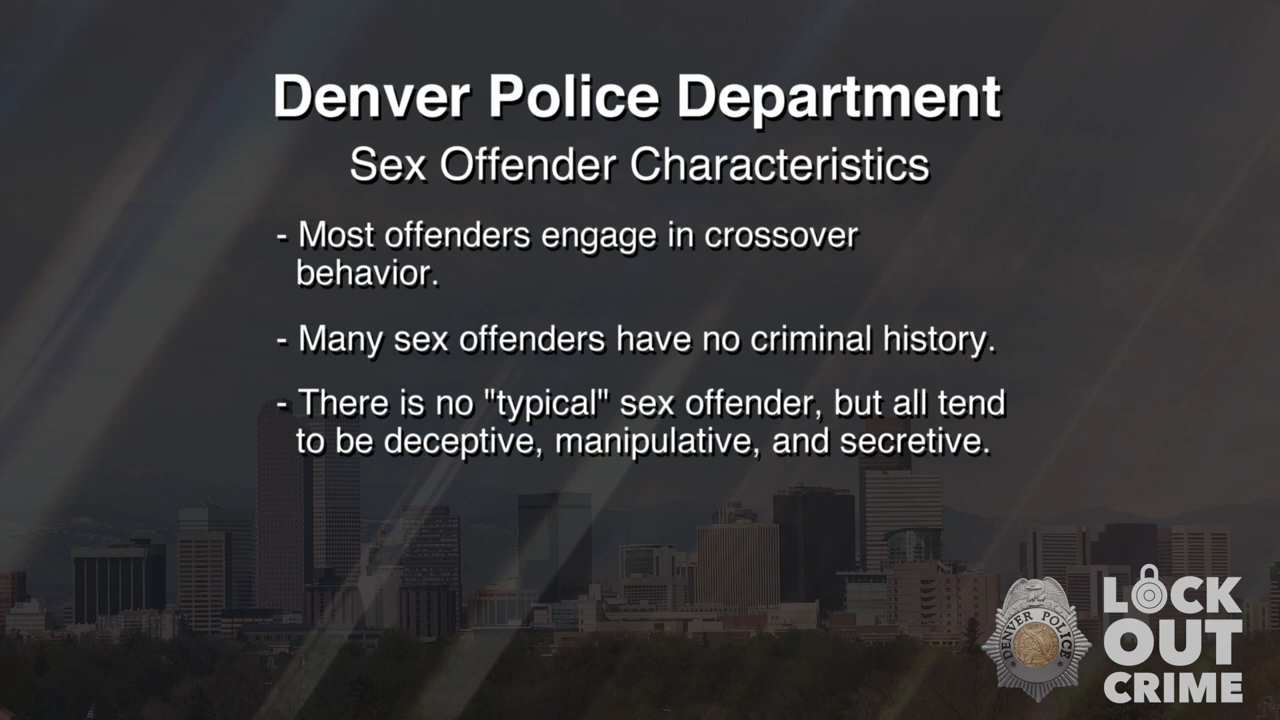 Denver Police Department
Sex Offender Characteristics
- Most offenders engage in crossover
behavior.
- Many sex offenders have no criminal history.
- There is no "typical" sex offender, but all tend
to be deceptive, manipulative, and secretive.
DENVER POLICE
LOCK
OUT
CRIME